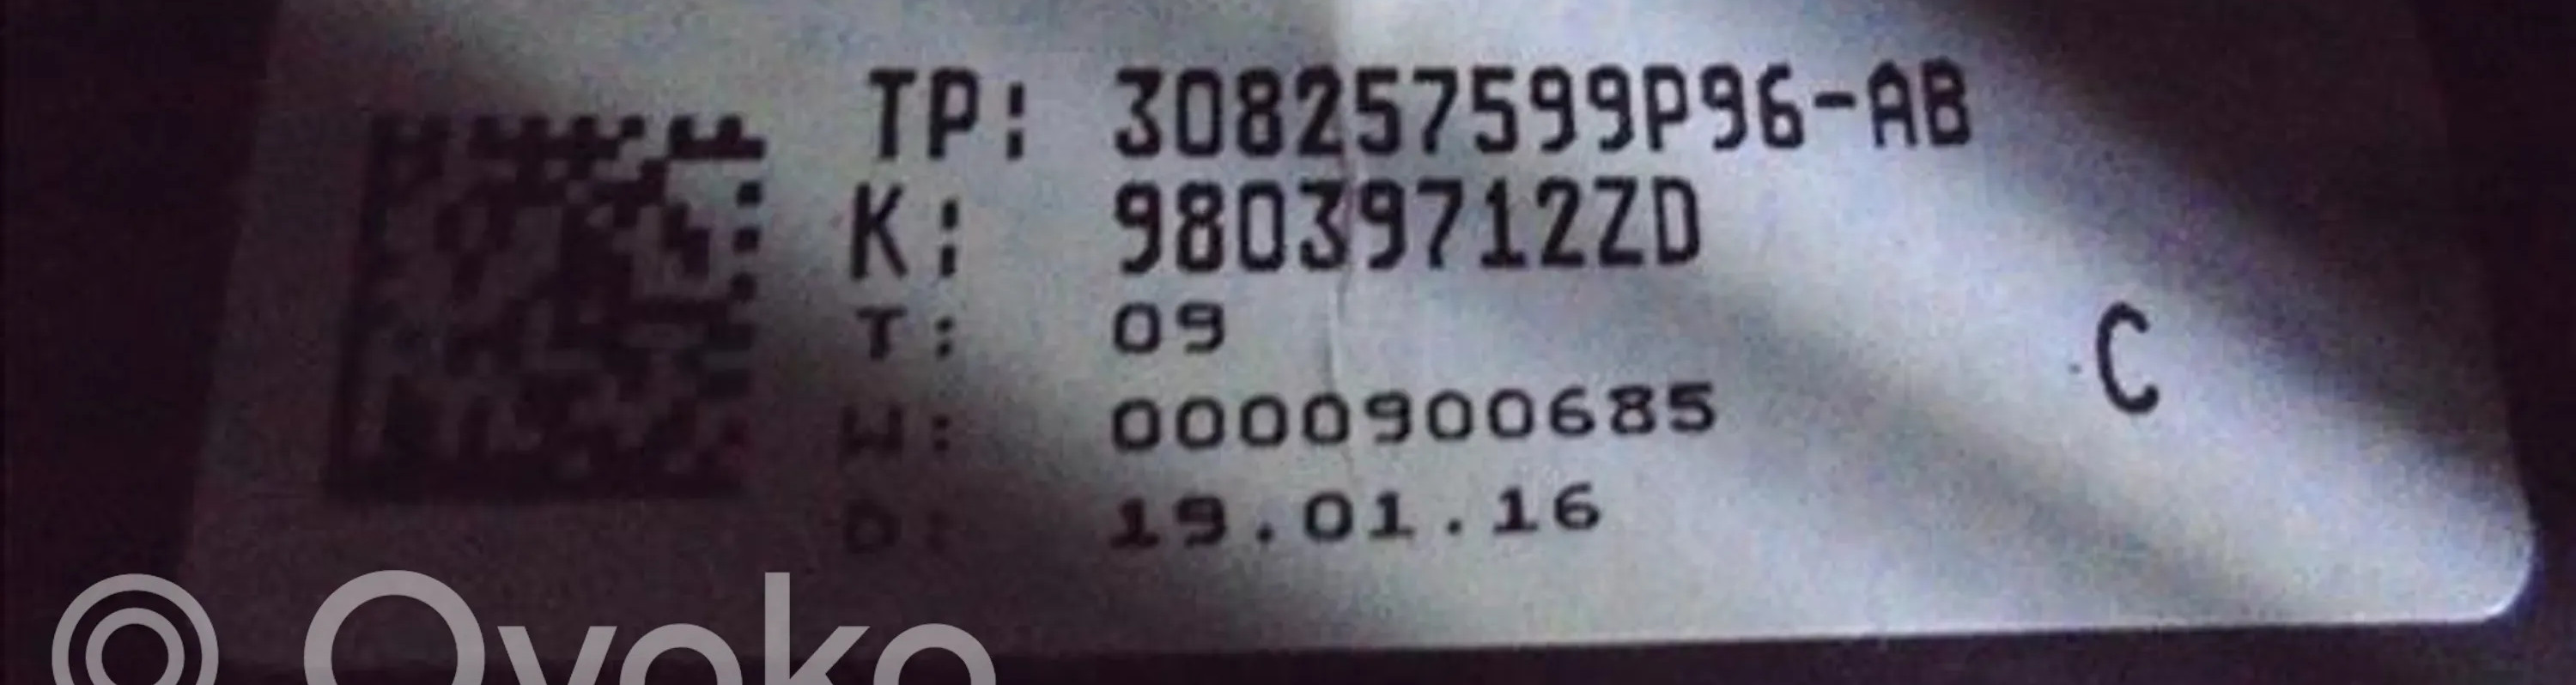 TP: 308257599P96-AB
K: 98039712ZD
T: 09
C
W: 0000900685
D: 19.01.16
Ovoko